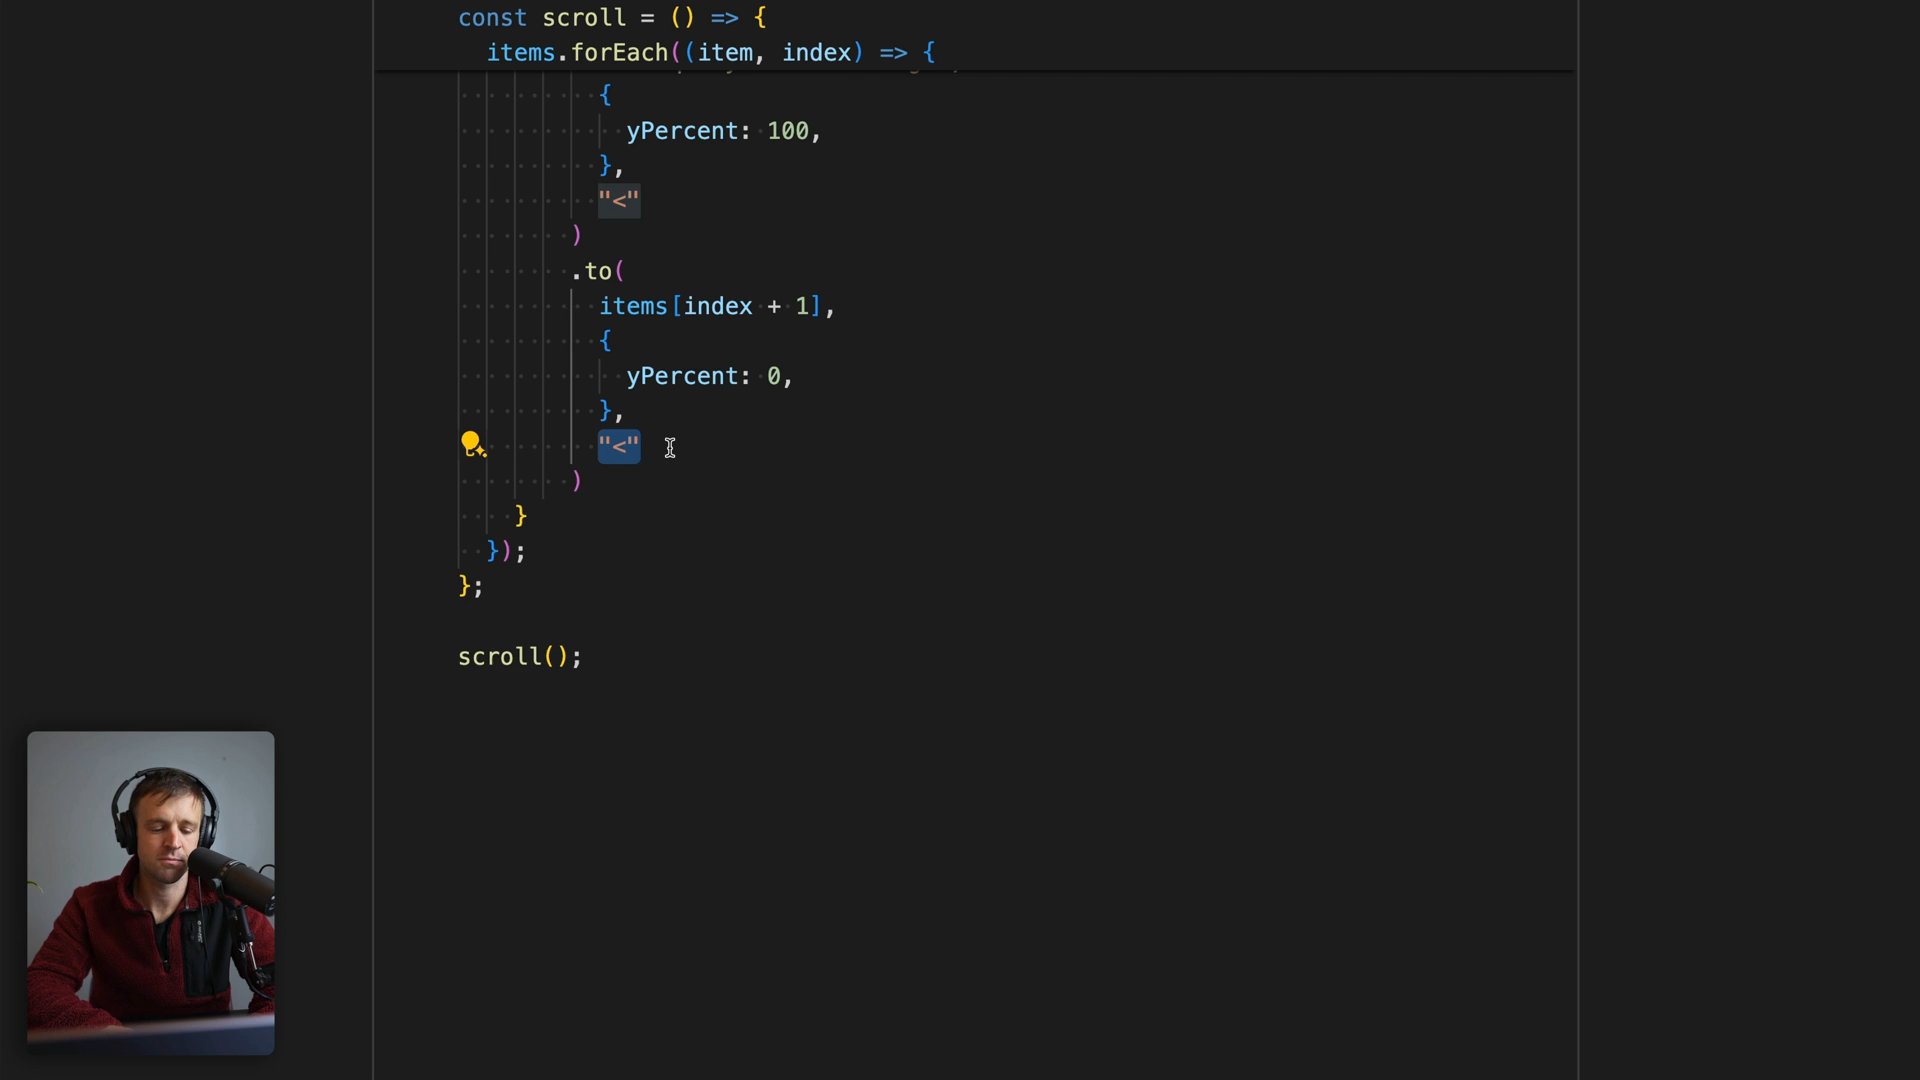 const scroll = () => {
items.forEach((item, index) => {
{
yPercent: 100,
},
"<"
)
.to(
items[index + 1],
{
yPercent: 0,
},
"<"
)
}
});
};
scroll();